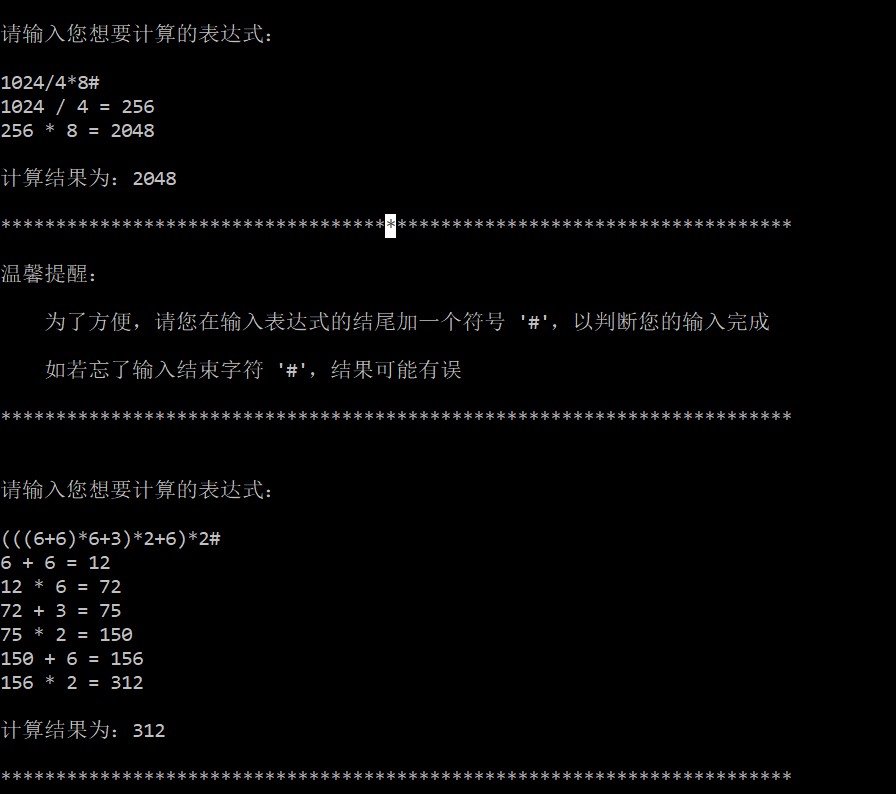 请输入您想要计算的表达式：
1024/4*8#
1024 / 4 = 256
256 * 8 = 2048
计算结果为：2048
************************************************************************
温馨提醒：
为了方便，请您在输入表达式的结尾加一个符号 '#'，以判断您的输入完成
如若忘了输入结束字符 '#'，结果可能有误
************************************************************************
请输入您想要计算的表达式：
(((6+6)*6+3)*2+6)*2#
6 + 6 = 12
12 * 6 = 72
72 + 3 = 75
75 * 2 = 150
150 + 6 = 156
156 * 2 = 312
计算结果为：312
************************************************************************